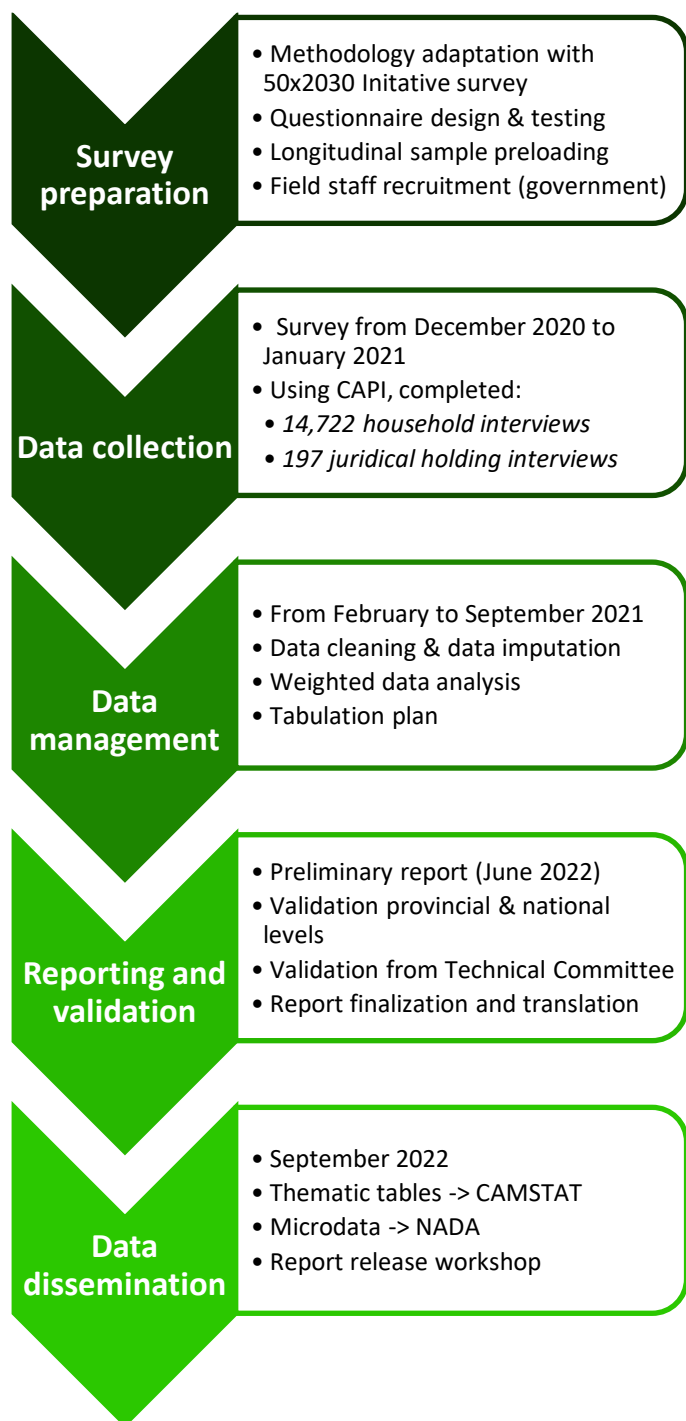 Survey
preparation
• Methodology adaptation with
50x2030 Initative survey
• Questionnaire design & testing
• Longitudinal sample preloading
• Field staff recruitment (government)
Data collection
• Survey from December 2020 to
January 2021
• Using CAPI, completed:
• 14,722 household interviews
• 197 juridical holding interviews
Data
management
• From February to September 2021
• Data cleaning & data imputation
• Weighted data analysis
• Tabulation plan
Reporting and
validation
• Preliminary report (June 2022)
• Validation provincial & national
levels
• Validation from Technical Committee
• Report finalization and translation
Data
dissemination
• September 2022
• Thematic tables -> CAMSTAT
• Microdata -> NADA
• Report release workshop